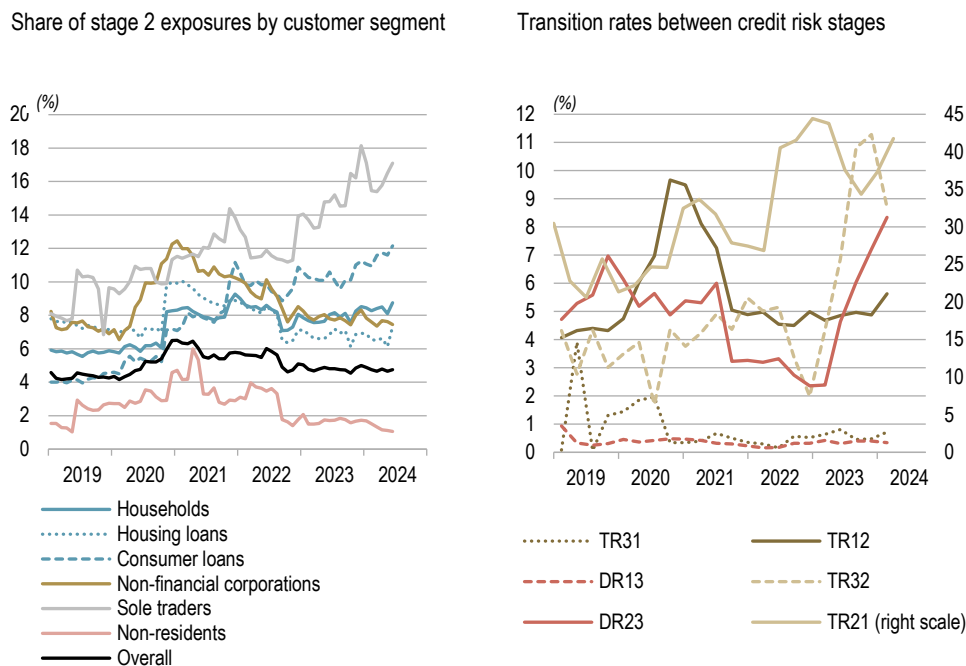 Share of stage 2 exposures by customer segment
(%)
20
18
16
14
12
10
8
6
4
2
0
2019 2020 2021 2022 2023 2024
Households
Housing loans
Consumer loans
Non-financial corporations
Sole traders
Non-residents
Overall
Transition rates between credit risk stages
(%)
12 45
11
10 40
9 35
8
30
7
6 25
5 20
4 15
3
10
2
1 5
0 0
2019 2020 2021 2022 2023 2024
TR31 TR12
DR13 TR32
DR23 TR21 (right scale)